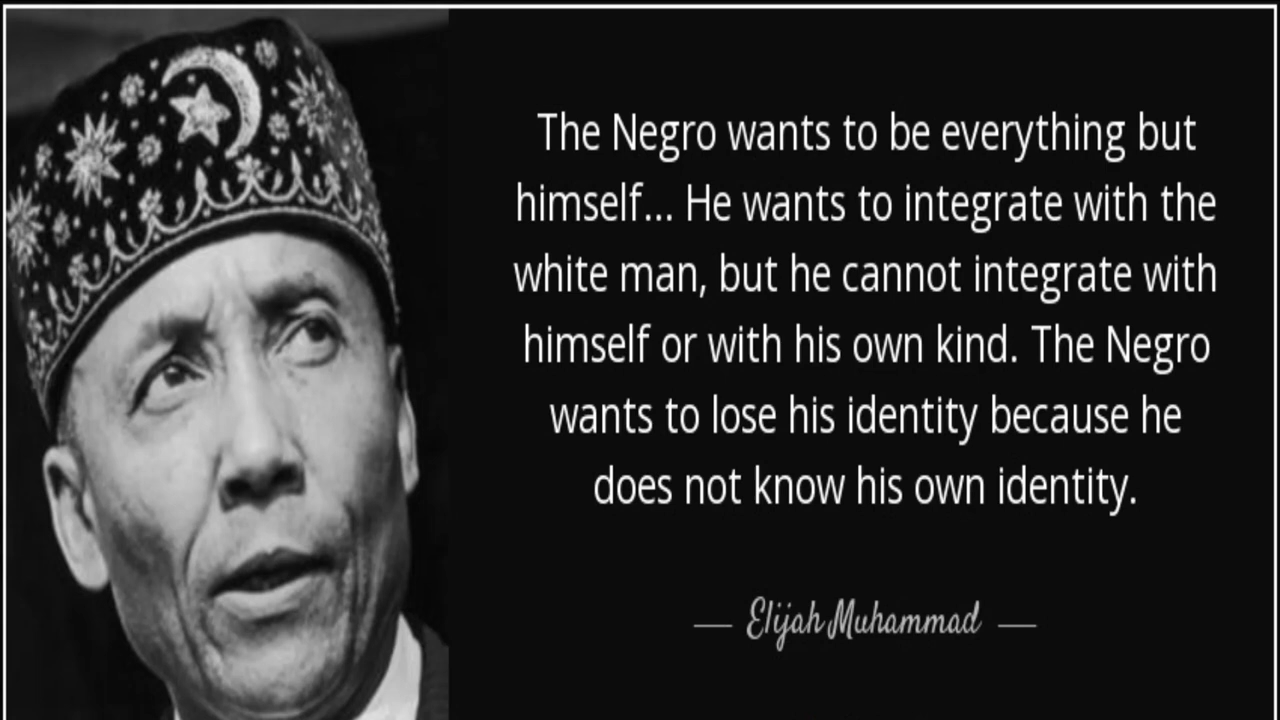 The Negro wants to be everything but
himself... He wants to integrate with the
white man, but he cannot integrate with
himself or with his own kind. The Negro
wants to lose his identity because he
does not know his own identity.
Elijah Muhammad